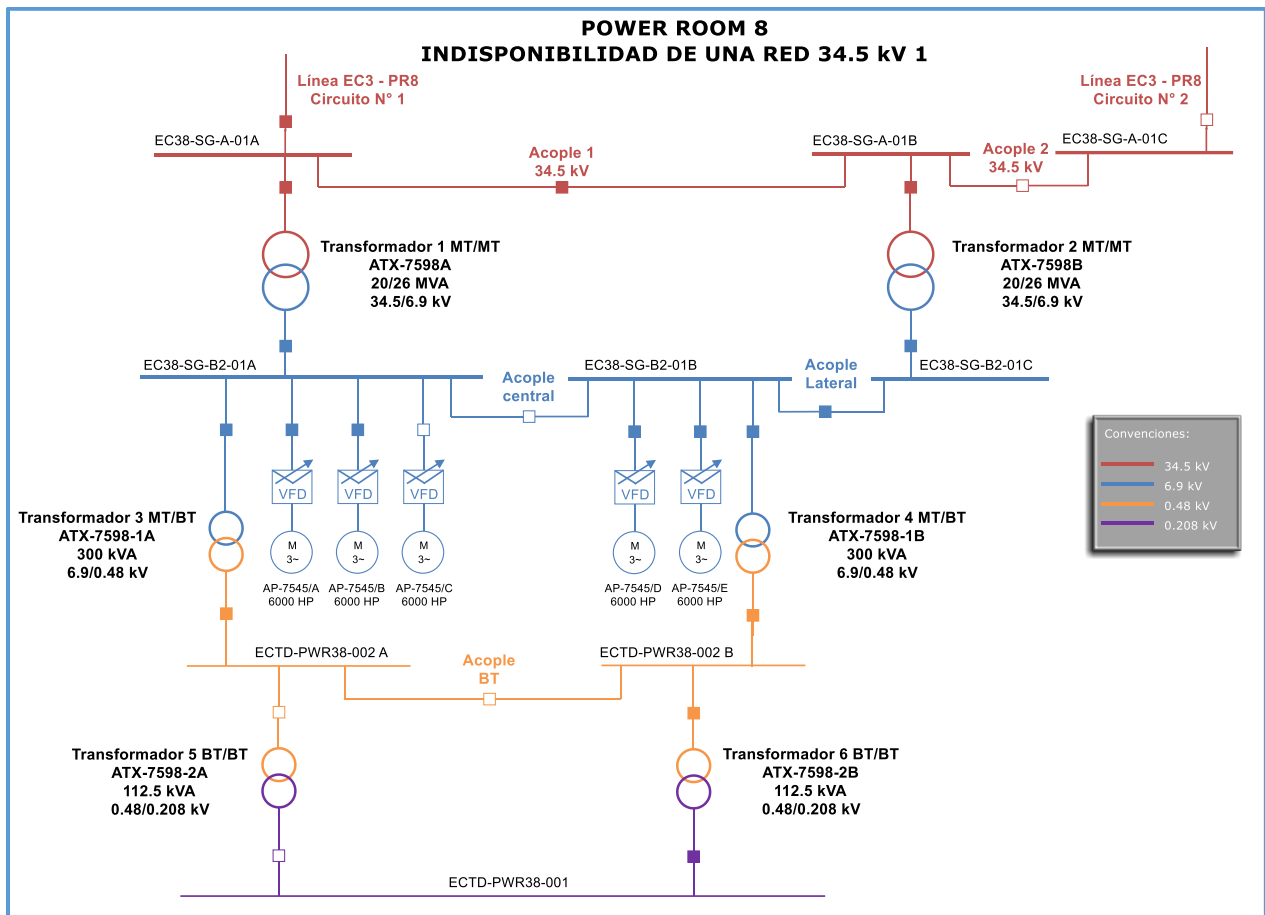 POWER ROOM 8
INDISPONIBILIDAD DE UNA RED 34.5 kV 1
Línea EC3 - PR8
Circuito N° 1
Línea EC3 - PR8
Circuito N° 2
EC38-SG-A-01A
EC38-SG-A-01B
EC38-SG-A-01C
Acople 1
34.5 kV
Acople 2
34.5 kV
Transformador 1 MT/MT
ATX-7598A
20/26 MVA
34.5/6.9 kV
Transformador 2 MT/MT
ATX-7598B
20/26 MVA
34.5/6.9 kV
EC38-SG-B2-01A
EC38-SG-B2-01B
EC38-SG-B2-01C
Acople
central
Acople
Lateral
Convenciones:
34.5 kV
6.9 kV
0.48 kV
0.208 kV
VFD
VFD
VFD
VFD
VFD
Transformador 3 MT/BT
ATX-7598-1A
300 kVA
6.9/0.48 kV
M
3~
M
3~
M
3~
M
3~
M
3~
AP-7545/A
6000 HP
AP-7545/B
6000 HP
AP-7545/C
6000 HP
AP-7545/D
6000 HP
AP-7545/E
6000 HP
Transformador 4 MT/BT
ATX-7598-1B
300 kVA
6.9/0.48 kV
ECTD-PWR38-002 A
ECTD-PWR38-002 B
Acople
BT
Transformador 5 BT/BT
ATX-7598-2A
112.5 kVA
0.48/0.208 kV
Transformador 6 BT/BT
ATX-7598-2B
112.5 kVA
0.48/0.208 kV
ECTD-PWR38-001